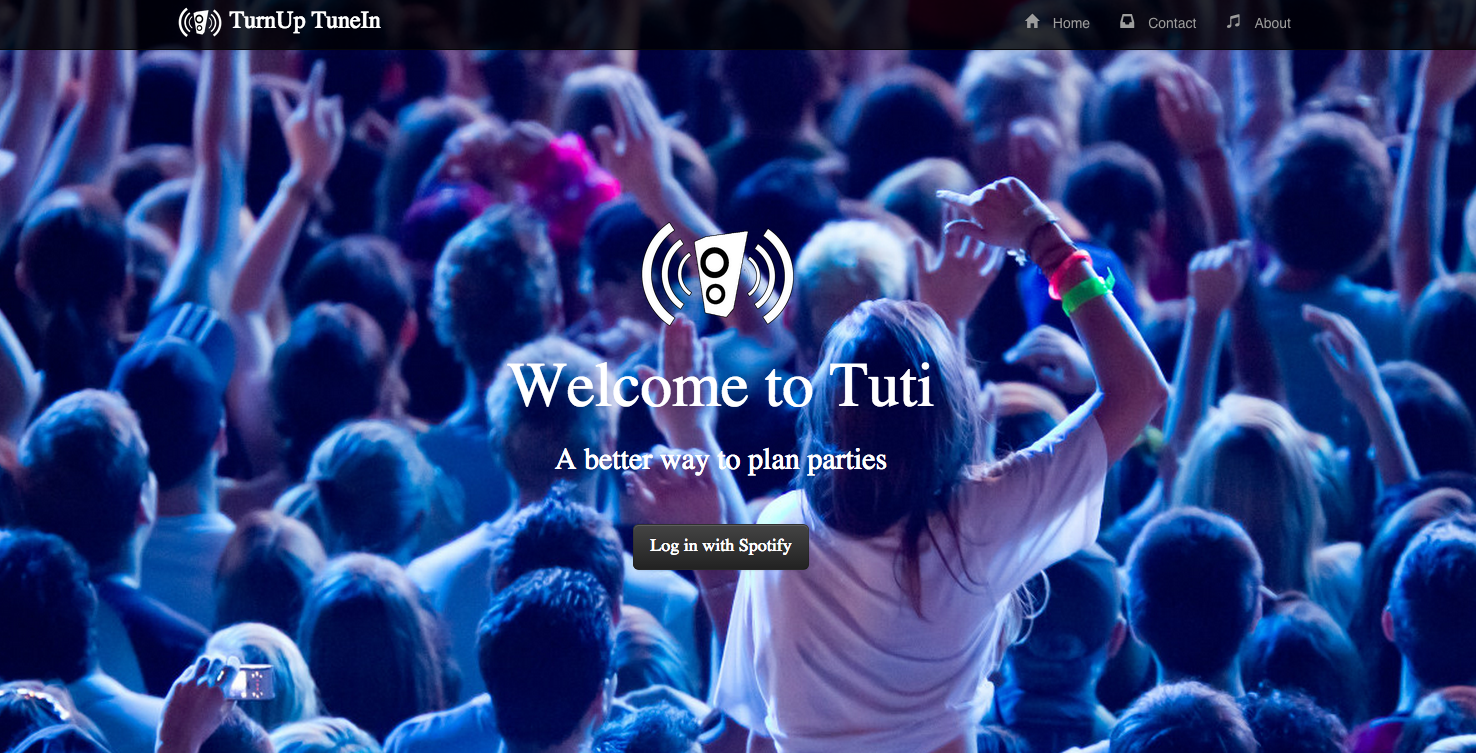 TurnUp TuneIn
Home
Contact
About
Welcome to Tuti
A better way to plan parties
Log in with Spotify